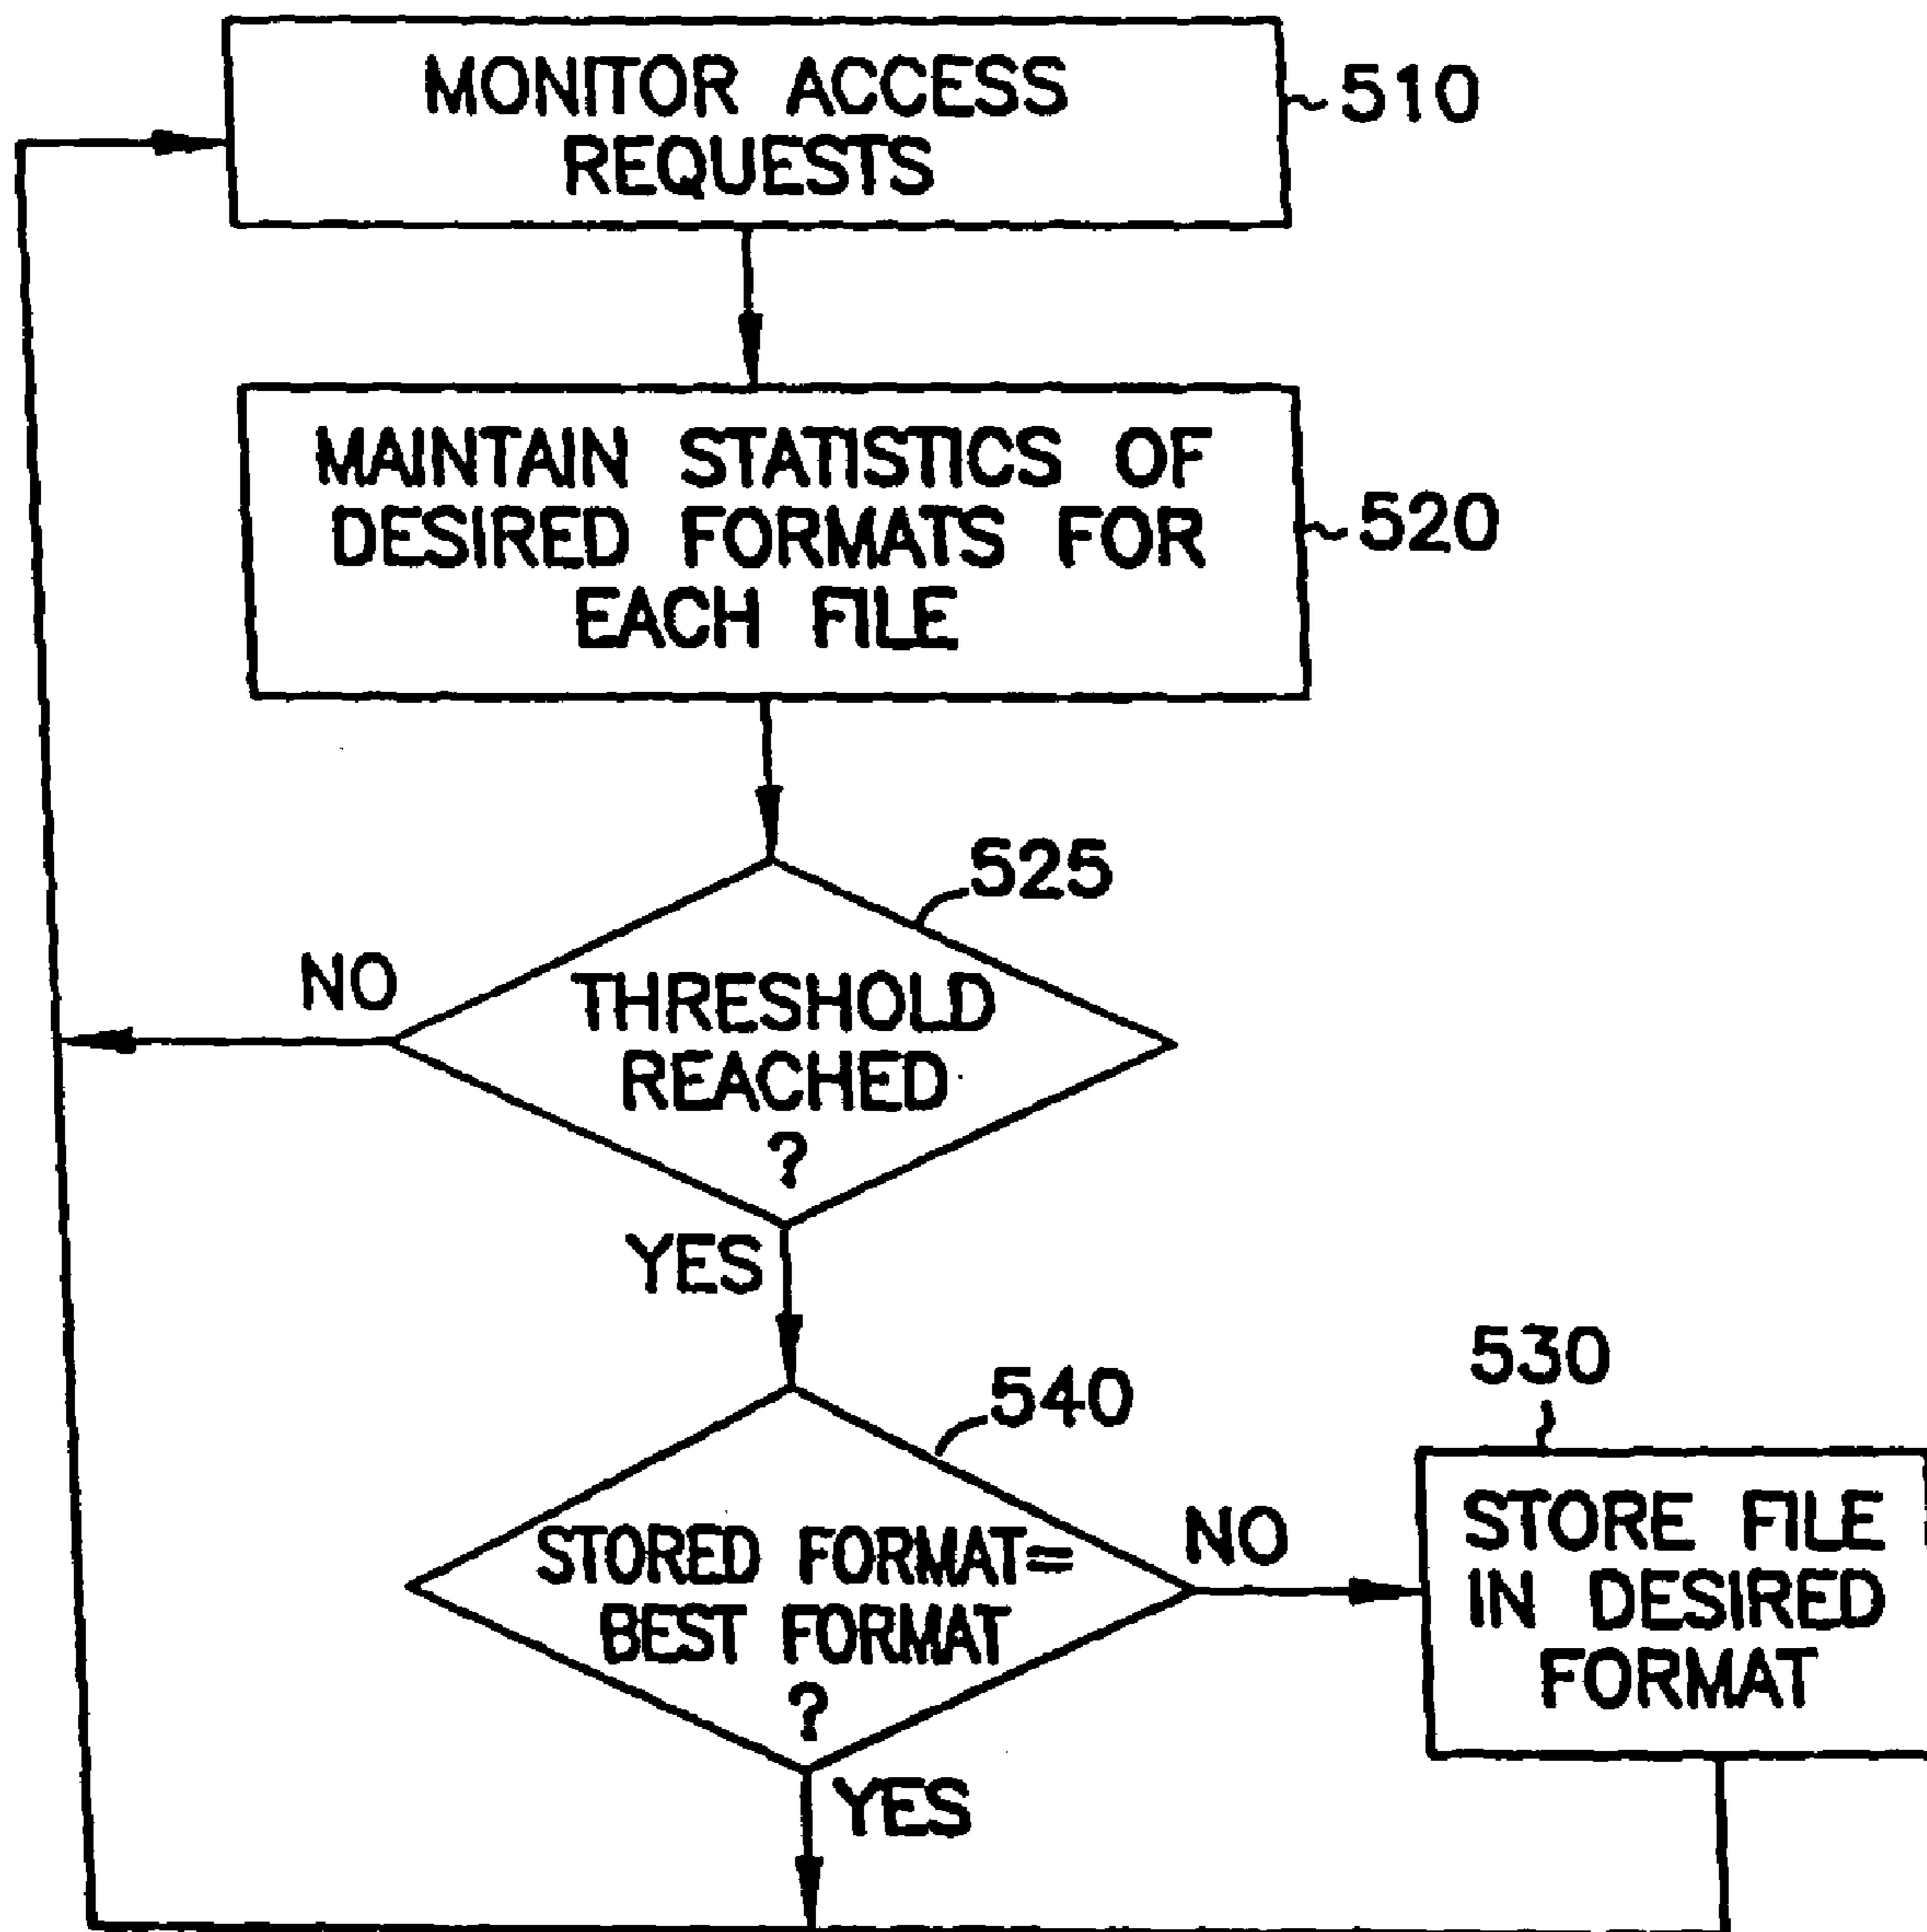 MONITOR ACCESS
REQUESTS
510
MAINTAIN STATISTICS OF
DESIRED FORMATS FOR
EACH FILE
520
525
NO
THRESHOLD
REACHED
?
YES
540
530
STORED FORMAT=
BEST FORMAT
?
NO
STORE FILE
IN DESIRED
FORMAT
YES